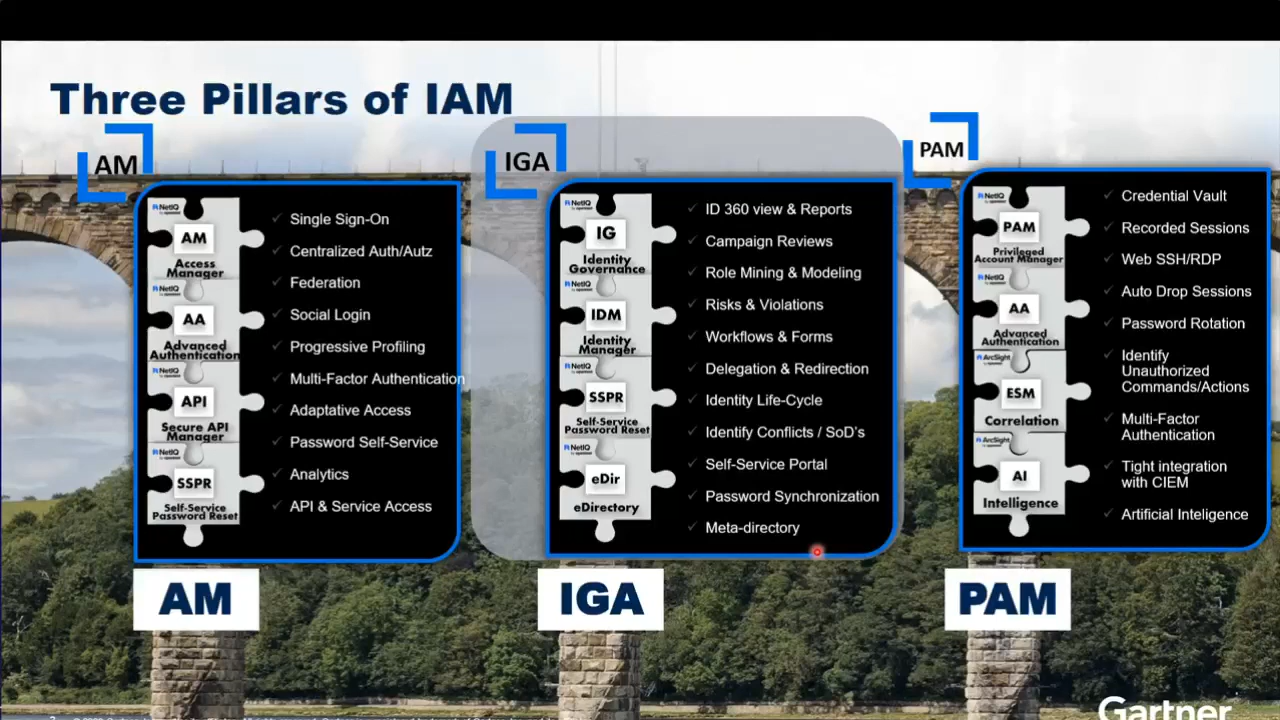 Three Pillars of IAM
AM
NetIQ
AM
Access
Manager
NetIQ
AA
Advanced
Authentication
NetIQ
API
Secure API
Manager
NetIQ
SSPR
Self-Service
Password Reset
Single Sign-On
Centralized Auth/Autz
Federation
Social Login
Progressive Profiling
Multi-Factor Authentication
Adaptive Access
Password Self-Service
Analytics
API & Service Access
AM
IGA
NetIQ
IG
Identity
Governance
NetIQ
IDM
Identity
Manager
NetIQ
SSPR
Self-Service
Password Reset
NetIQ
eDir
eDirectory
ID 360 view & Reports
Campaign Reviews
Role Mining & Modeling
Risks & Violations
Workflows & Forms
Delegation & Redirection
Identity Life-Cycle
Identify Conflicts / SoD's
Self-Service Portal
Password Synchronization
Meta-directory
IGA
PAM
NetIQ
PAM
Privileged
Account Manager
NetIQ
AA
Advanced
Authentication
ArcSight
ESM
Correlation
ArcSight
AI
Intelligence
Credential Vault
Recorded Sessions
Web SSH/RDP
Auto Drop Sessions
Password Rotation
Identify
Unauthorized
Commands/Actions
Multi-Factor
Authentication
Tight integration
with CIEM
Artificial Inteligence
PAM
Gartner